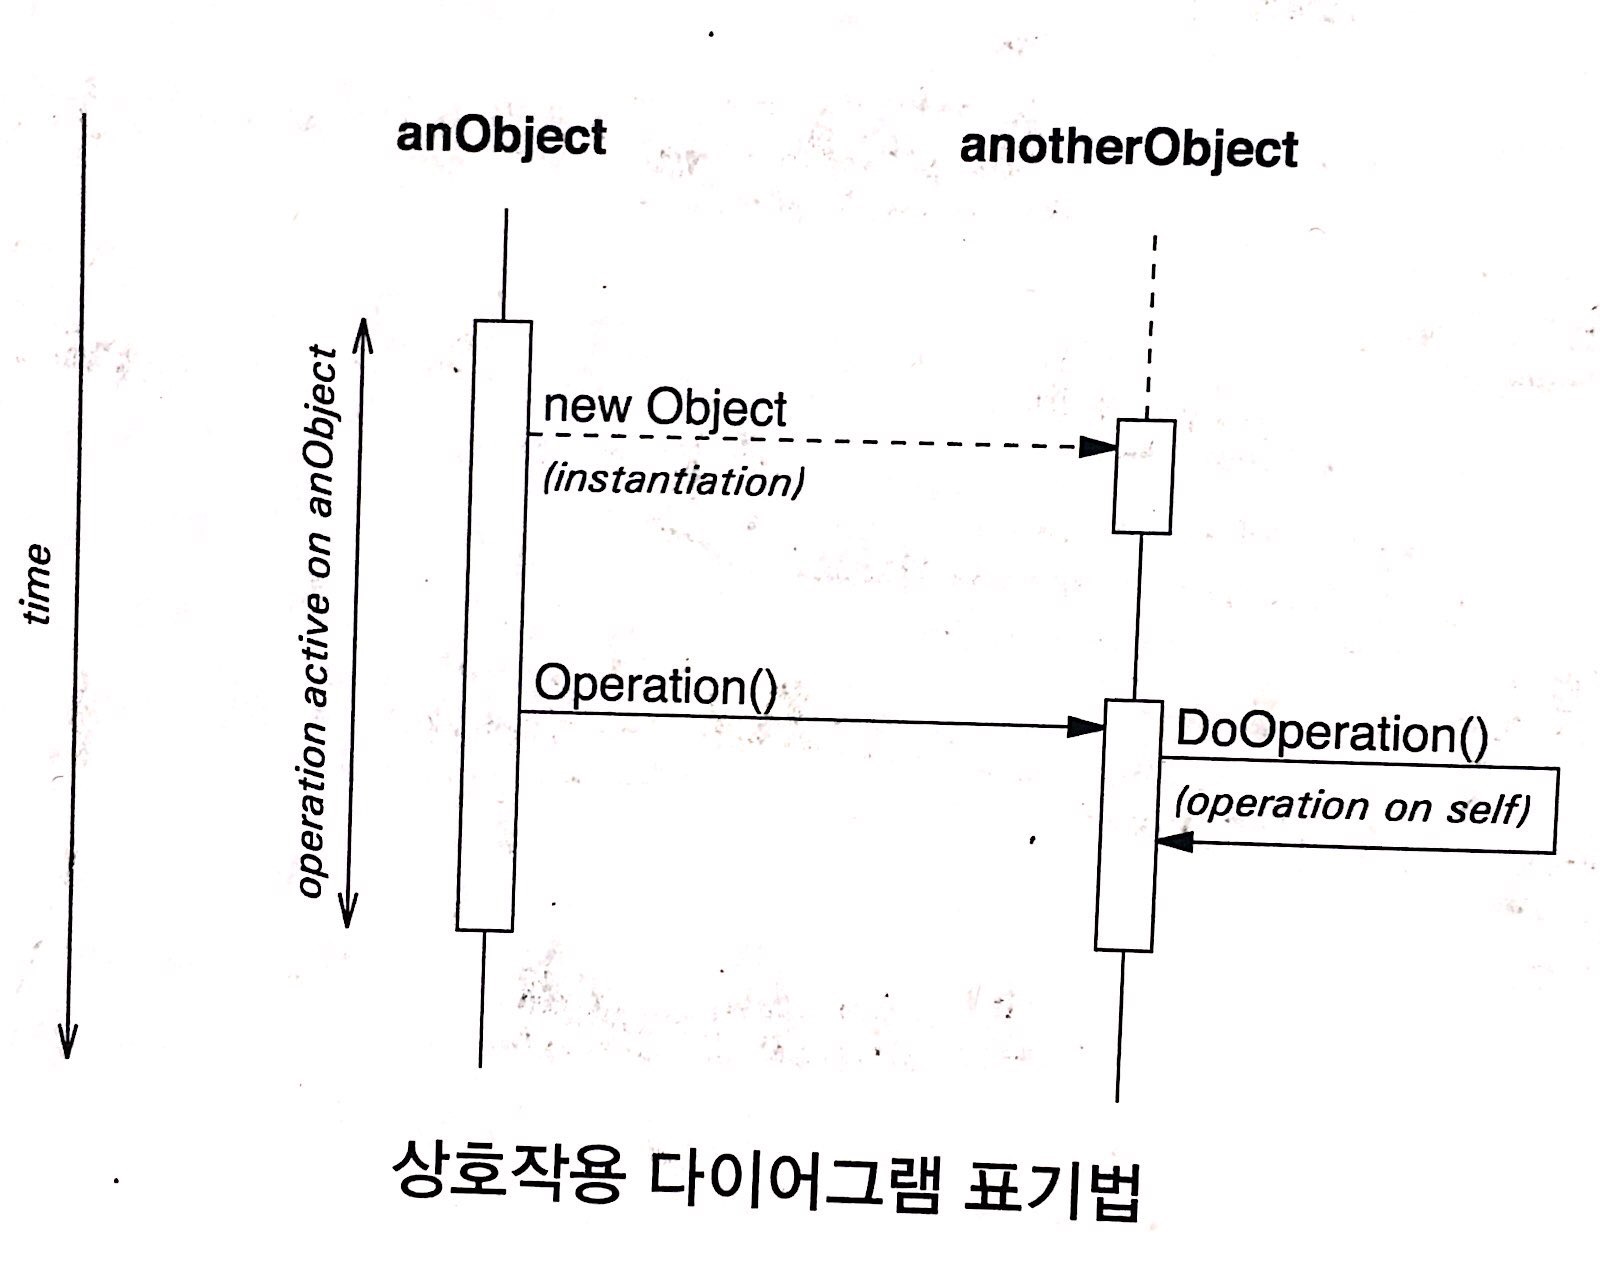 anObject
anotherObject
time
operation active on anObject
new Object
(instantiation)
Operation()
DoOperation()
(operation on self)
상호작용 다이어그램 표기법